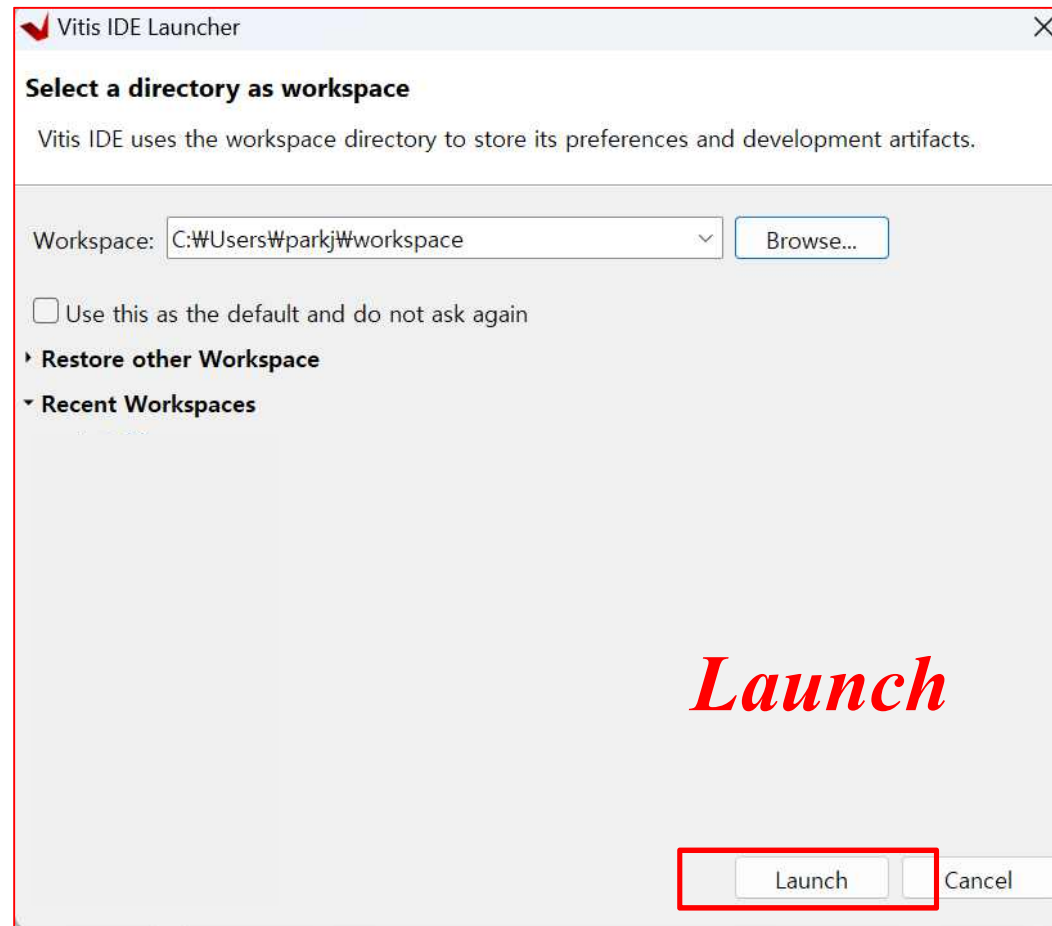 Vitis IDE Launcher
Select a directory as workspace
Vitis IDE uses the workspace directory to store its preferences and development artifacts.
Workspace: C:₩Users₩parkj₩workspace Browse...
Use this as the default and do not ask again
Restore other Workspace
Recent Workspaces
Launch
Launch Cancel